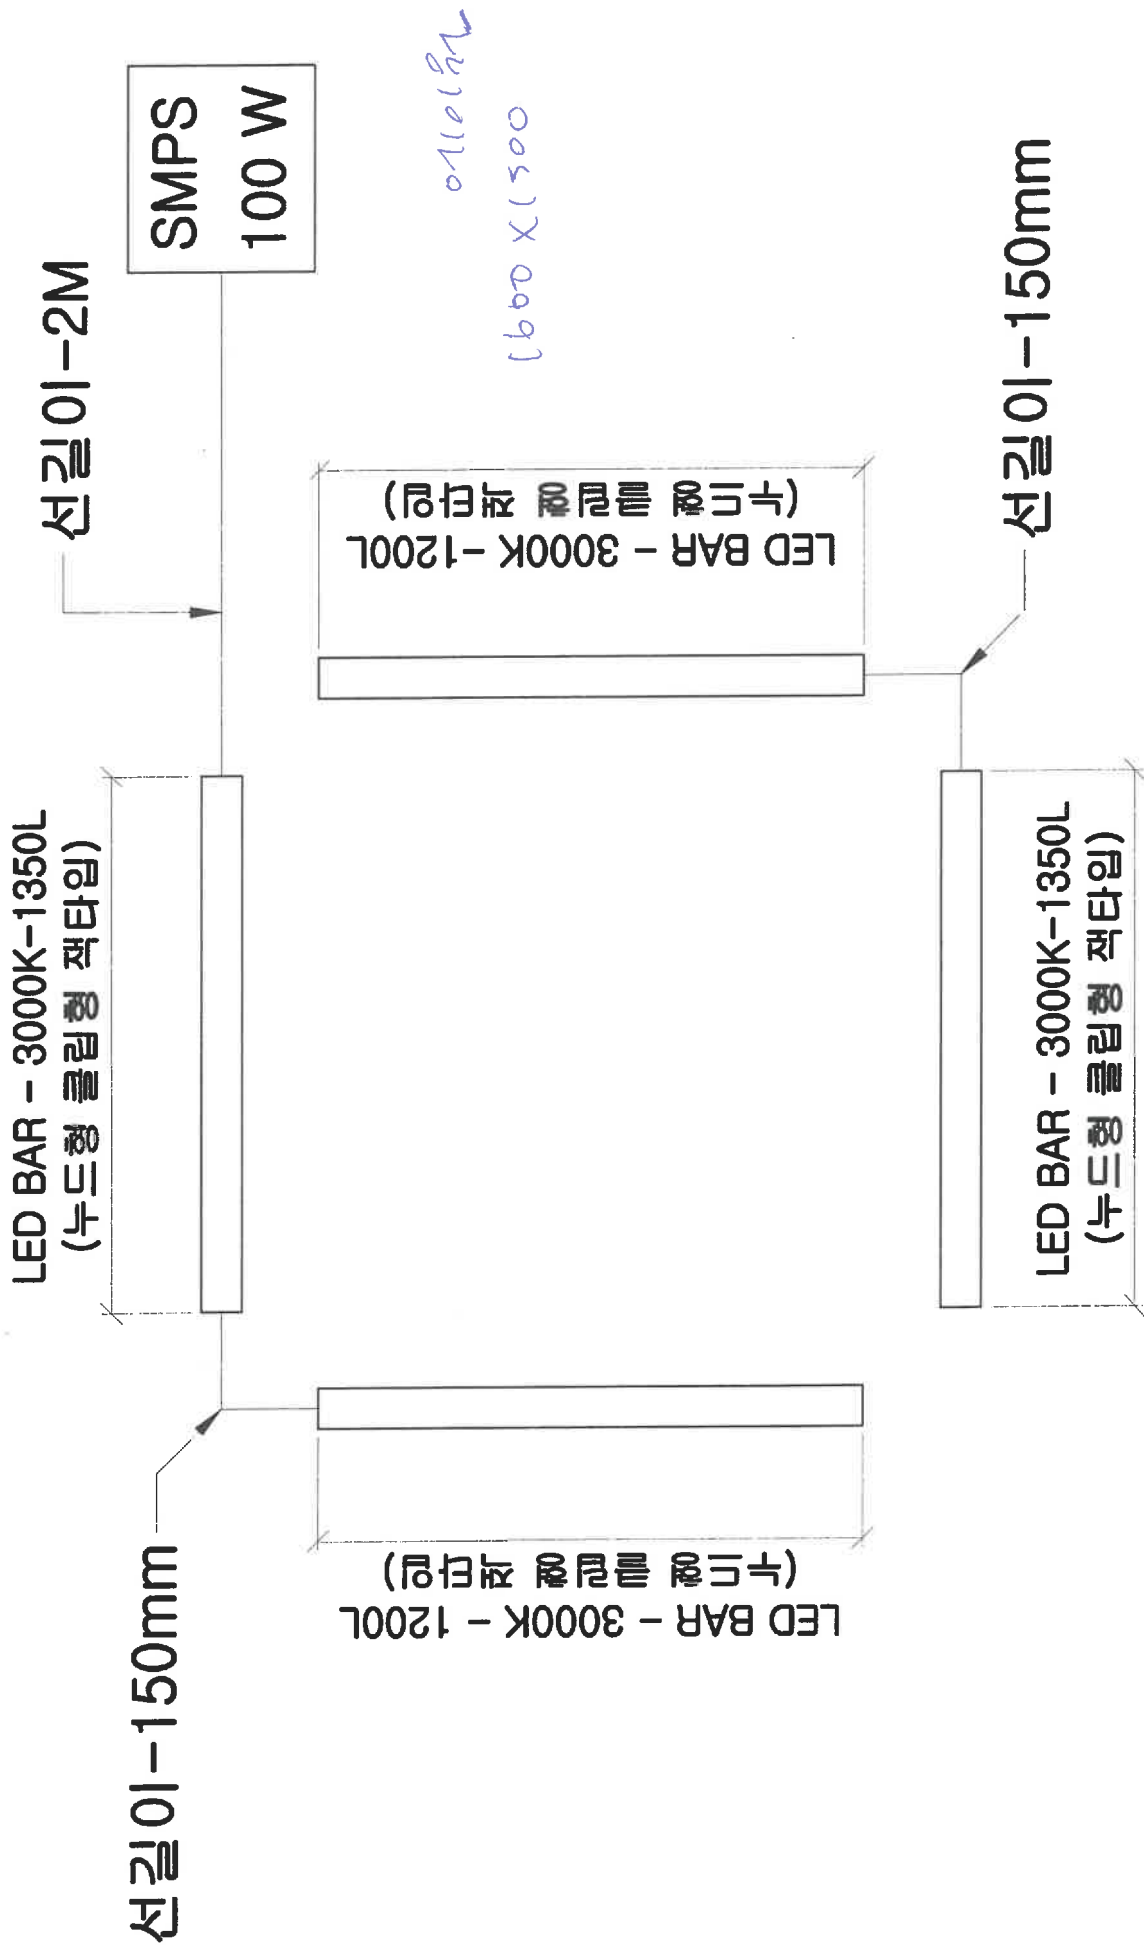 LED BAR - 3000K-1350L
(누드형 클립형 잭타입)
선길이-2M
선길이-150mm
SMPS
100 W
LED BAR - 3000K - 1200L
(누드형 클립형 잭타입)
LED BAR - 3000K -1200L
(누드형 클립형 잭타입)
1600 X 1500
선길이-150mm
LED BAR - 3000K-1350L
(누드형 클립형 잭타입)